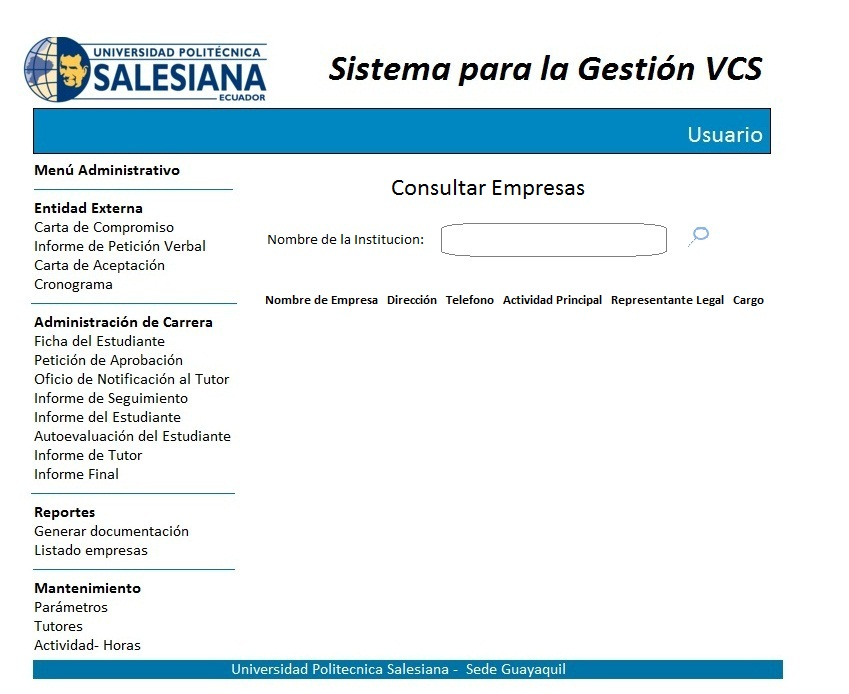 UNIVERSIDAD POLITÉCNICA
SALESIANA
ECUADOR
Sistema para la Gestión VCS
Usuario
Menú Administrativo
Entidad Externa
Carta de Compromiso
Informe de Petición Verbal
Carta de Aceptación
Cronograma
Administración de Carrera
Ficha del Estudiante
Petición de Aprobación
Oficio de Notificación al Tutor
Informe de Seguimiento
Informe del Estudiante
Autoevaluación del Estudiante
Informe de Tutor
Informe Final
Reportes
Generar documentación
Listado empresas
Mantenimiento
Parámetros
Tutores
Actividad- Horas
Consultar Empresas
Nombre de la Institucion:
Nombre de Empresa Dirección Telefono Actividad Principal Representante Legal Cargo
Universidad Politecnica Salesiana - Sede Guayaquil